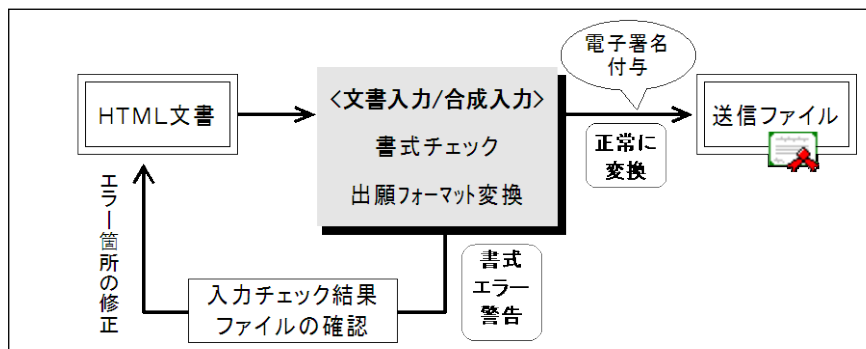 電子署名
付与
HTML文書
<文書入力/合成入力>
書式チェック
出願フォーマット変換
正常に
変換
送信ファイル
エラー箇所の修正
入力チェック結果
ファイルの確認
書式
エラー
警告